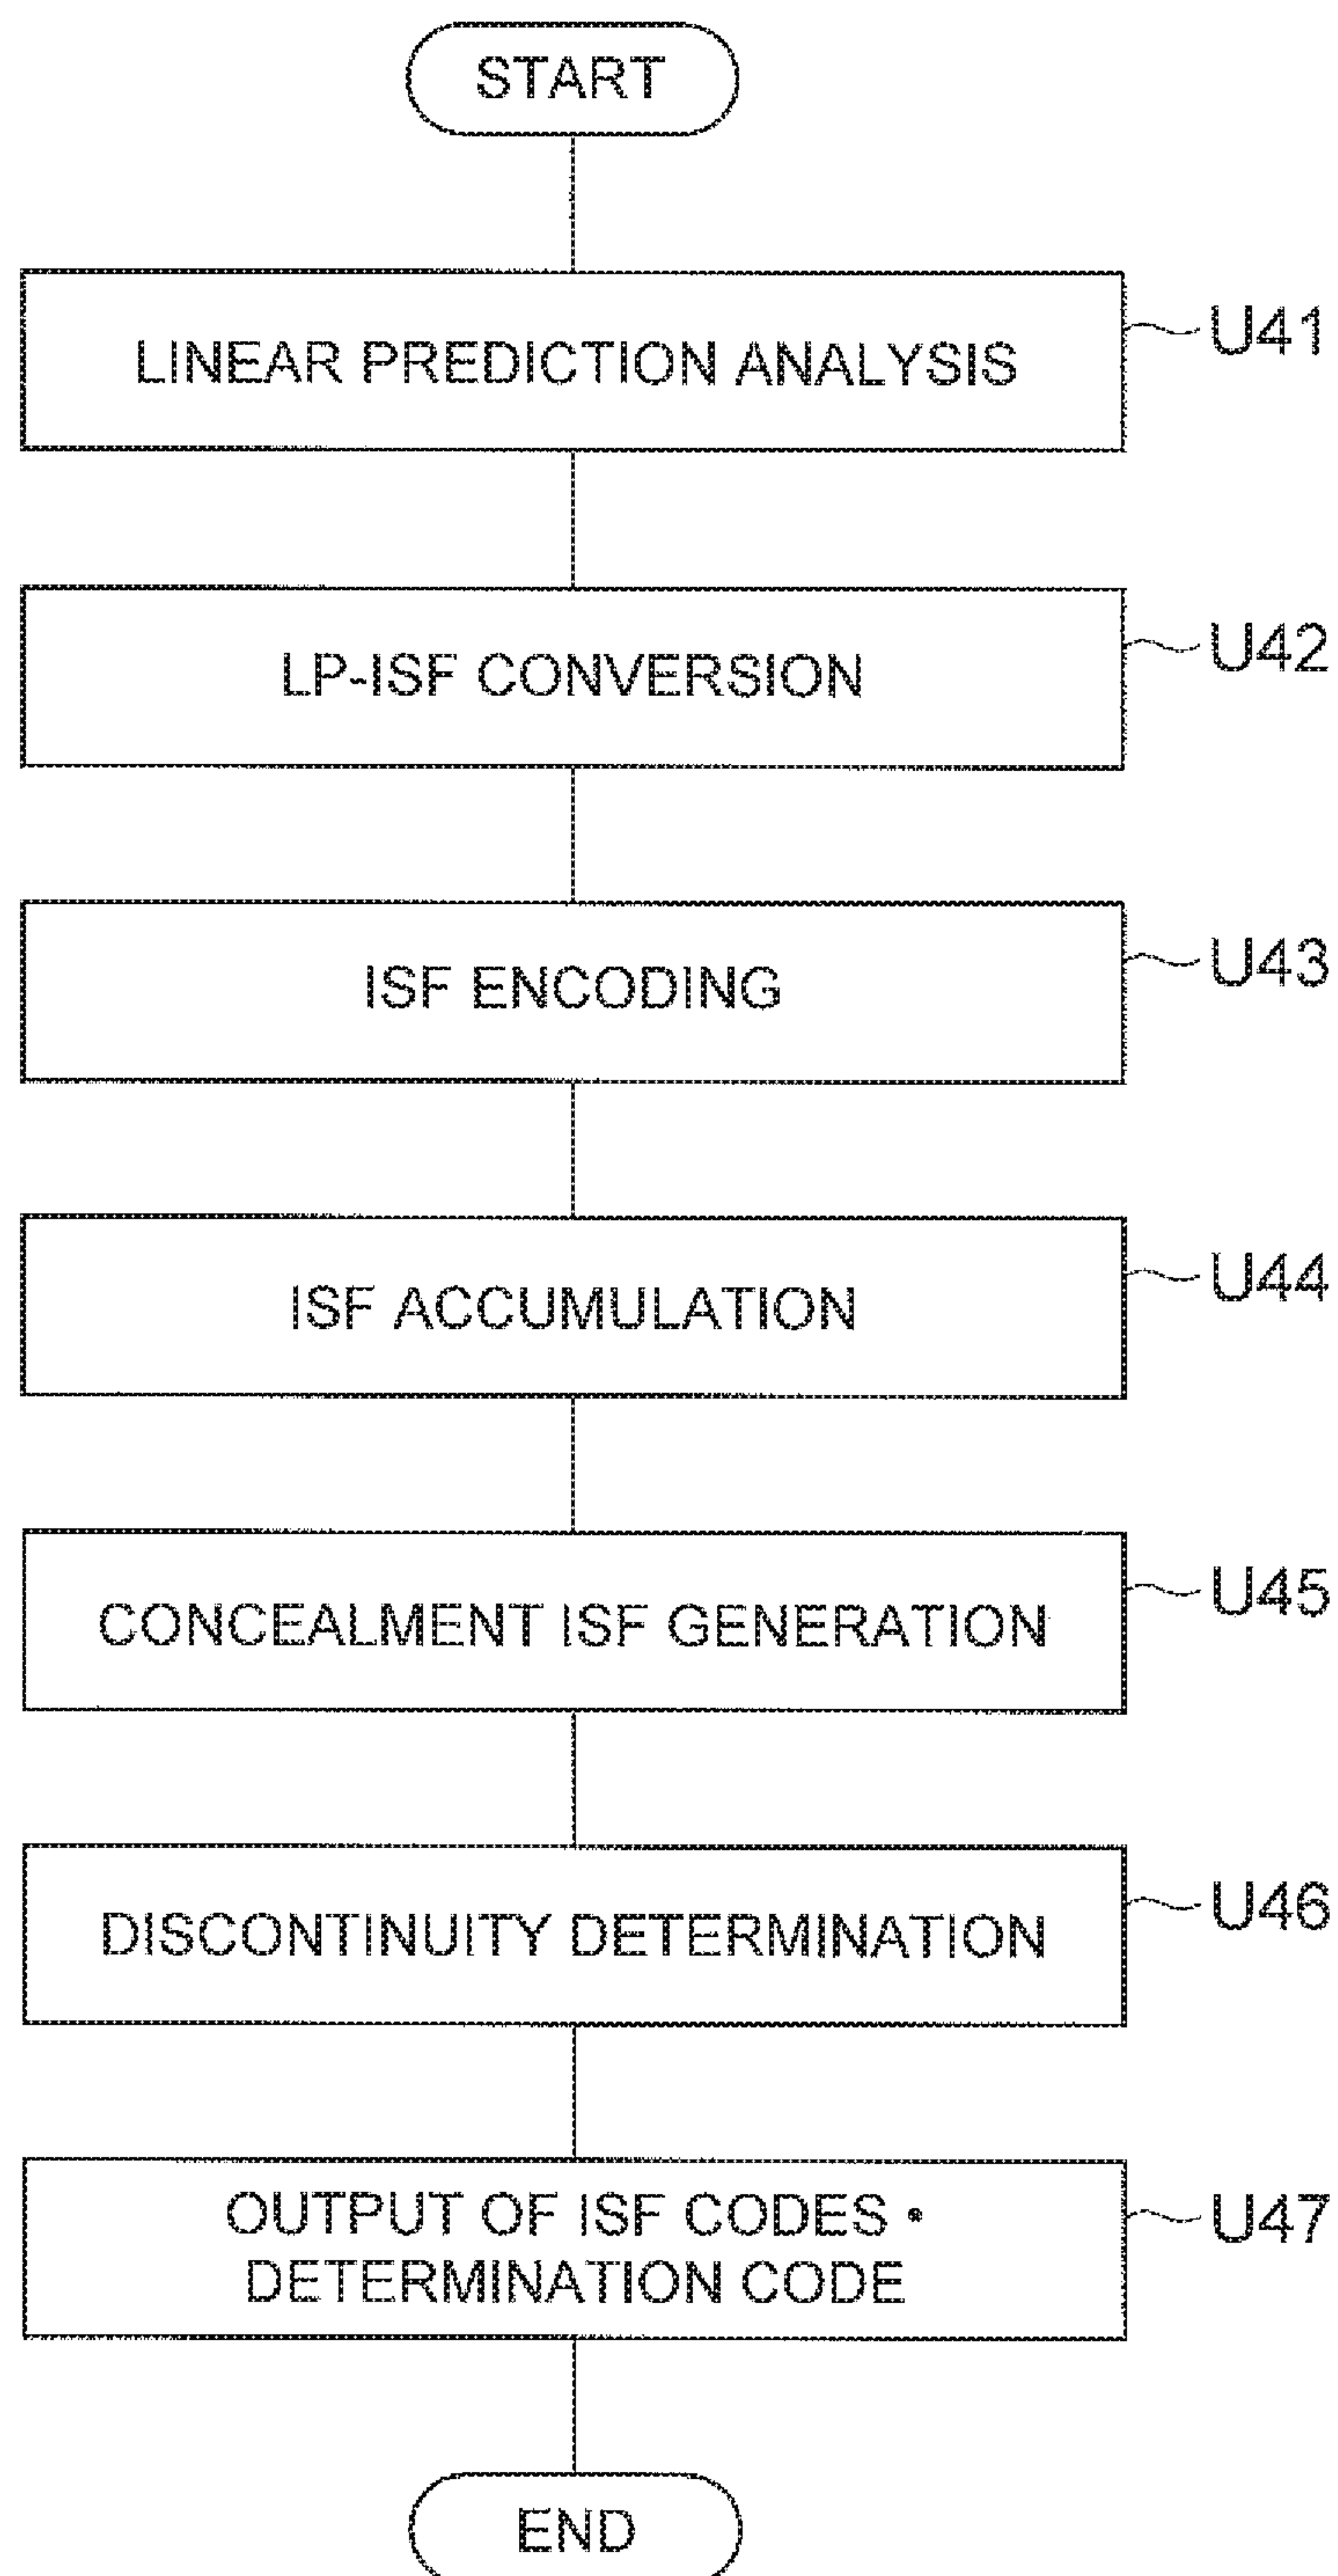 START
LINEAR PREDICTION ANALYSIS
U41
LP-ISF CONVERSION
U42
ISF ENCODING
U43
ISF ACCUMULATION
U44
CONCEALMENT ISF GENERATION
U45
DISCONTINUITY DETERMINATION
U46
OUTPUT OF ISF CODES •
DETERMINATION CODE
U47
END